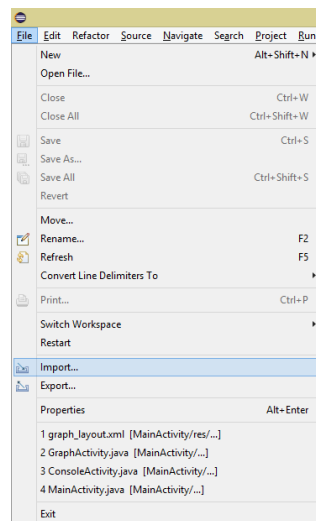 File Edit Refactor Source Navigate Search Project Run
New Alt+Shift+N
Open File...
Close Ctrl+W
Close All Ctrl+Shift+W
Save Ctrl+S
Save As...
Save All Ctrl+Shift+S
Revert
Move...
Rename... F2
Refresh F5
Convert Line Delimiters To
Print... Ctrl+P
Switch Workspace
Restart
Import...
Export...
Properties Alt+Enter
1 graph_layout.xml [MainActivity/res/...]
2 GraphActivity.java [MainActivity/...]
3 ConsoleActivity.java [MainActivity/...]
4 MainActivity.java [MainActivity/...]
Exit